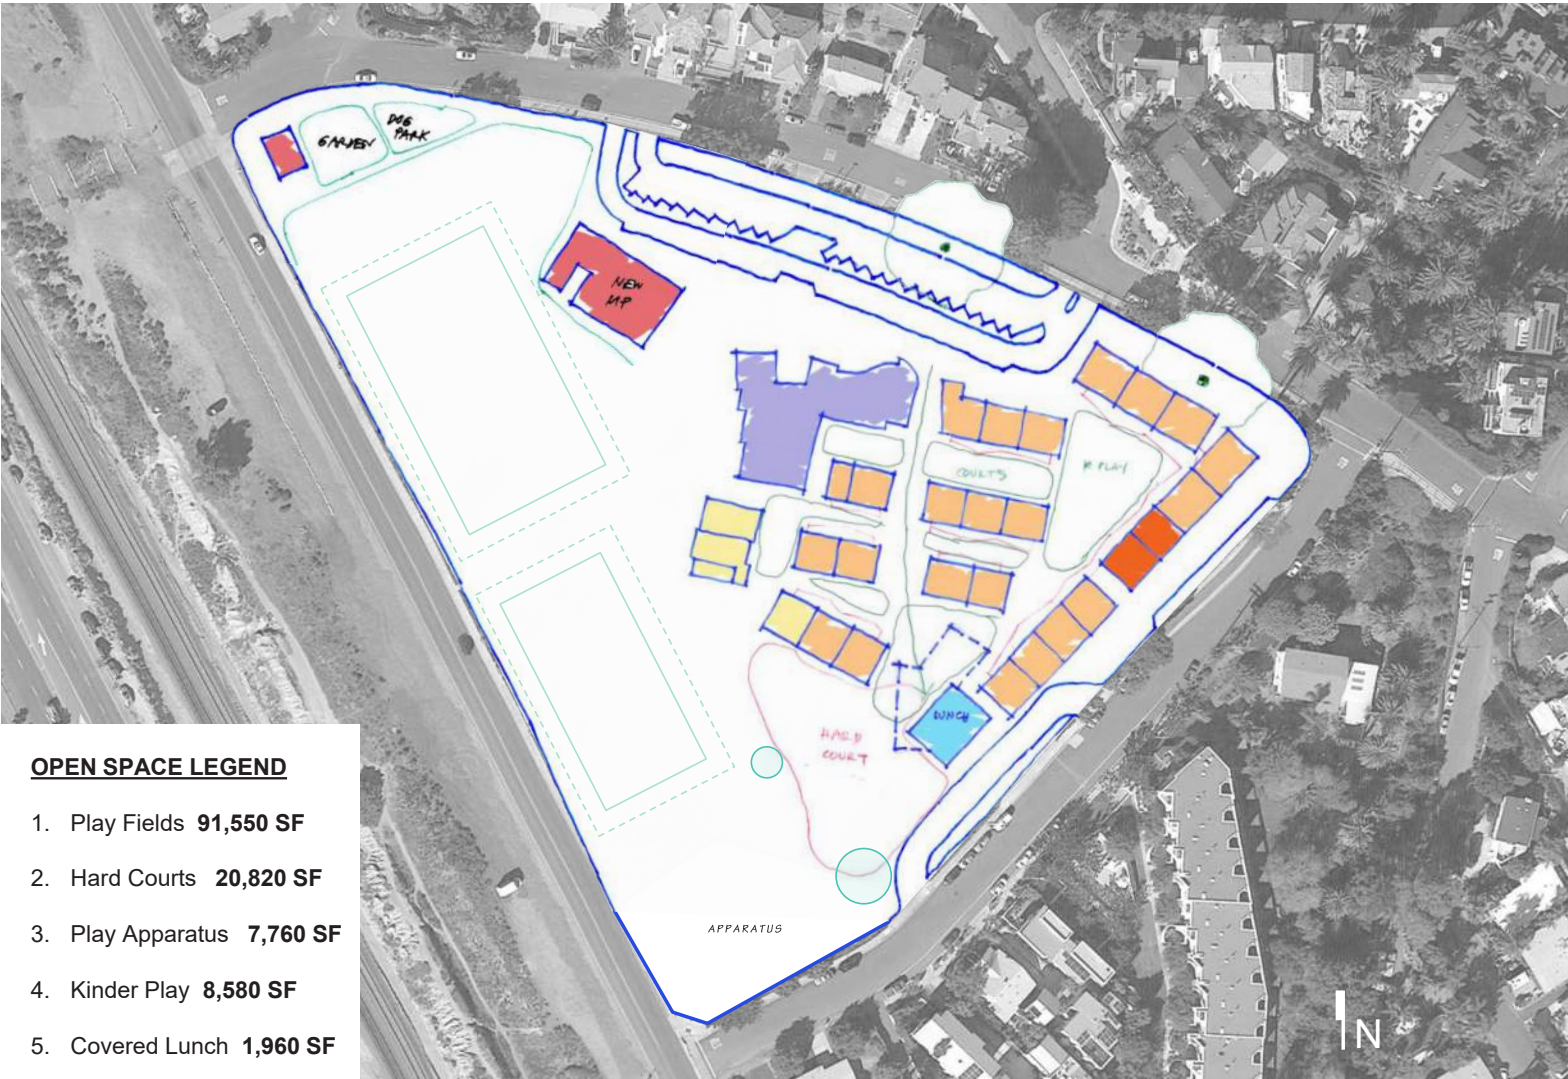 DOG
PARK
GARDEN
NEW
MP
COURTS
K PLAY
LUNCH
HARD
COURT
APPARATUS
OPEN SPACE LEGEND
1. Play Fields 91,550 SF
2. Hard Courts 20,820 SF
3. Play Apparatus 7,760 SF
4. Kinder Play 8,580 SF
5. Covered Lunch 1,960 SF
N